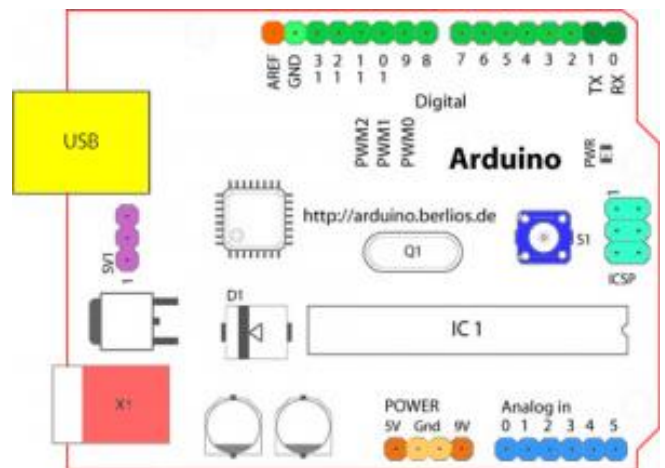 AREF GND 13 12 11 10 9 8 7 6 5 4 3 2 1 0
TX RX
Digital
PWM2 PWM1 PWM0
Arduino
PWR
USB
1
http://arduino.berlios.de
SV1
1
Q1
S1
ICSP
D1
IC 1
X1
POWER
5V Gnd 9V
Analog in
0 1 2 3 4 5